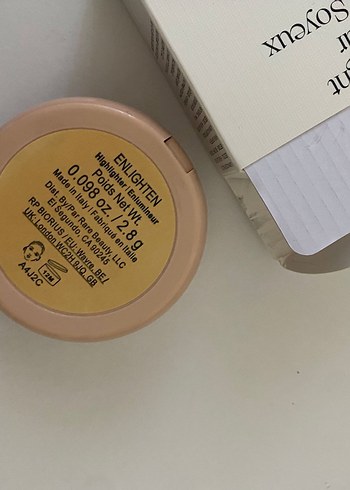 ENLIGHTEN
Highlighter/Enlumineur
Poids Net Wt.
0.098 oz. / 2.8 g
Made in Italy / Fabriqué en Italie
Dist. By/Par Rare Beauty, LLC
El Segundo, CA 90245
RP BIORIUS / EU: Wavre, BE /
UK: London WC2H 9JQ, GB
12M
A4J2C
Soyeux